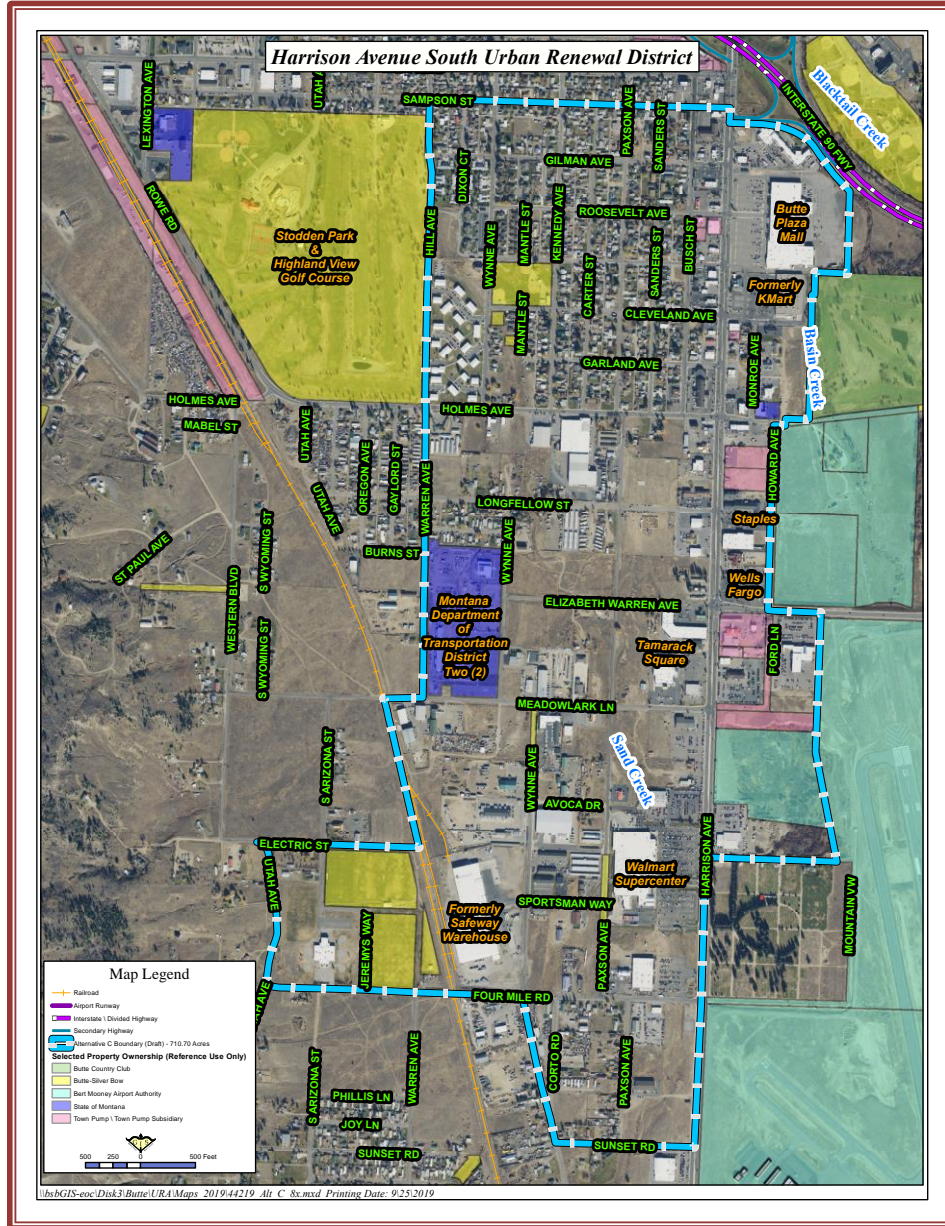 Harrison Avenue South Urban Renewal District
LEXINGTON AVE
UTAH A
SAMPSON ST
PAXSON AVE
SANDERS ST
INTERSTATE 90 FWY
Blacktail Creek
GILMAN AVE
DIXON CT
ROWE RD
HILL AVE
ROOSEVELT AVE
Butte
Plaza
Mall
Stodden Park
&
Highland View
Golf Course
WYNNE AVE
MANTLE ST
KENNEDY AVE
SANDERS ST
BUSCH ST
CARTER ST
Formerly
KMart
MANTLE ST
CLEVELAND AVE
Basin Creek
GARLAND AVE
MONROE AVE
HOLMES AVE
MABEL ST
HOLMES AVE
UTAH AVE
OREGON AVE
GAYLORD ST
WARREN AVE
HOWARD AVE
UTAH AVE
LONGFELLOW ST
Staples
ST PAUL AVE
S WYOMING ST
BURNS ST
WYNNE AVE
Wells
Fargo
WESTERN BLVD
ELIZABETH WARREN AVE
Montana
Department
of
Transportation
District
Two (2)
S WYOMING ST
Tamarack
Square
FORD LN
MEADOWLARK LN
S ARIZONA ST
WYNNE AVE
Sand Creek
AVOCA DR
ELECTRIC ST
HARRISON AVE
UTAH AVE
Walmart
Supercenter
SPORTSMAN WAY
MOUNTAIN VW
Formerly
Safeway
Warehouse
JEREMYS WAY
PAXSON AVE
AH AVE
FOUR MILE RD
S ARIZONA ST
WARREN AVE
CORTO RD
PAXSON AVE
PHILLIS LN
JOY LN
SUNSET RD
SUNSET RD
Map Legend
Railroad
Airport Runway
Interstate \ Divided Highway
Secondary Highway
Alternative C Boundary (Draft) - 710.70 Acres
Selected Property Ownership (Reference Use Only)
Butte Country Club
Butte-Silver Bow
Bert Mooney Airport Authority
State of Montana
Town Pump \ Town Pump Subsidiary
500 250 0 500 Feet
\\bsbGIS-eoc\Disk3\Butte\URA\Maps_2019\44219_Alt_C_8x.mxd Printing Date: 9\25\2019